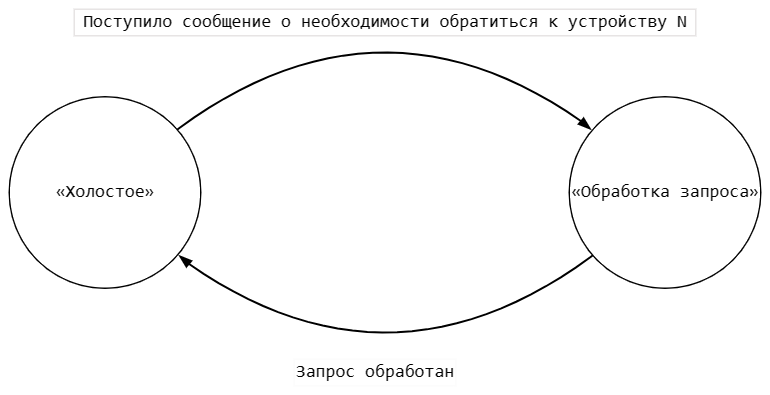 Поступило сообщение о необходимости обратиться к устройству N
«Холостое»
«Обработка запроса»
Запрос обработан